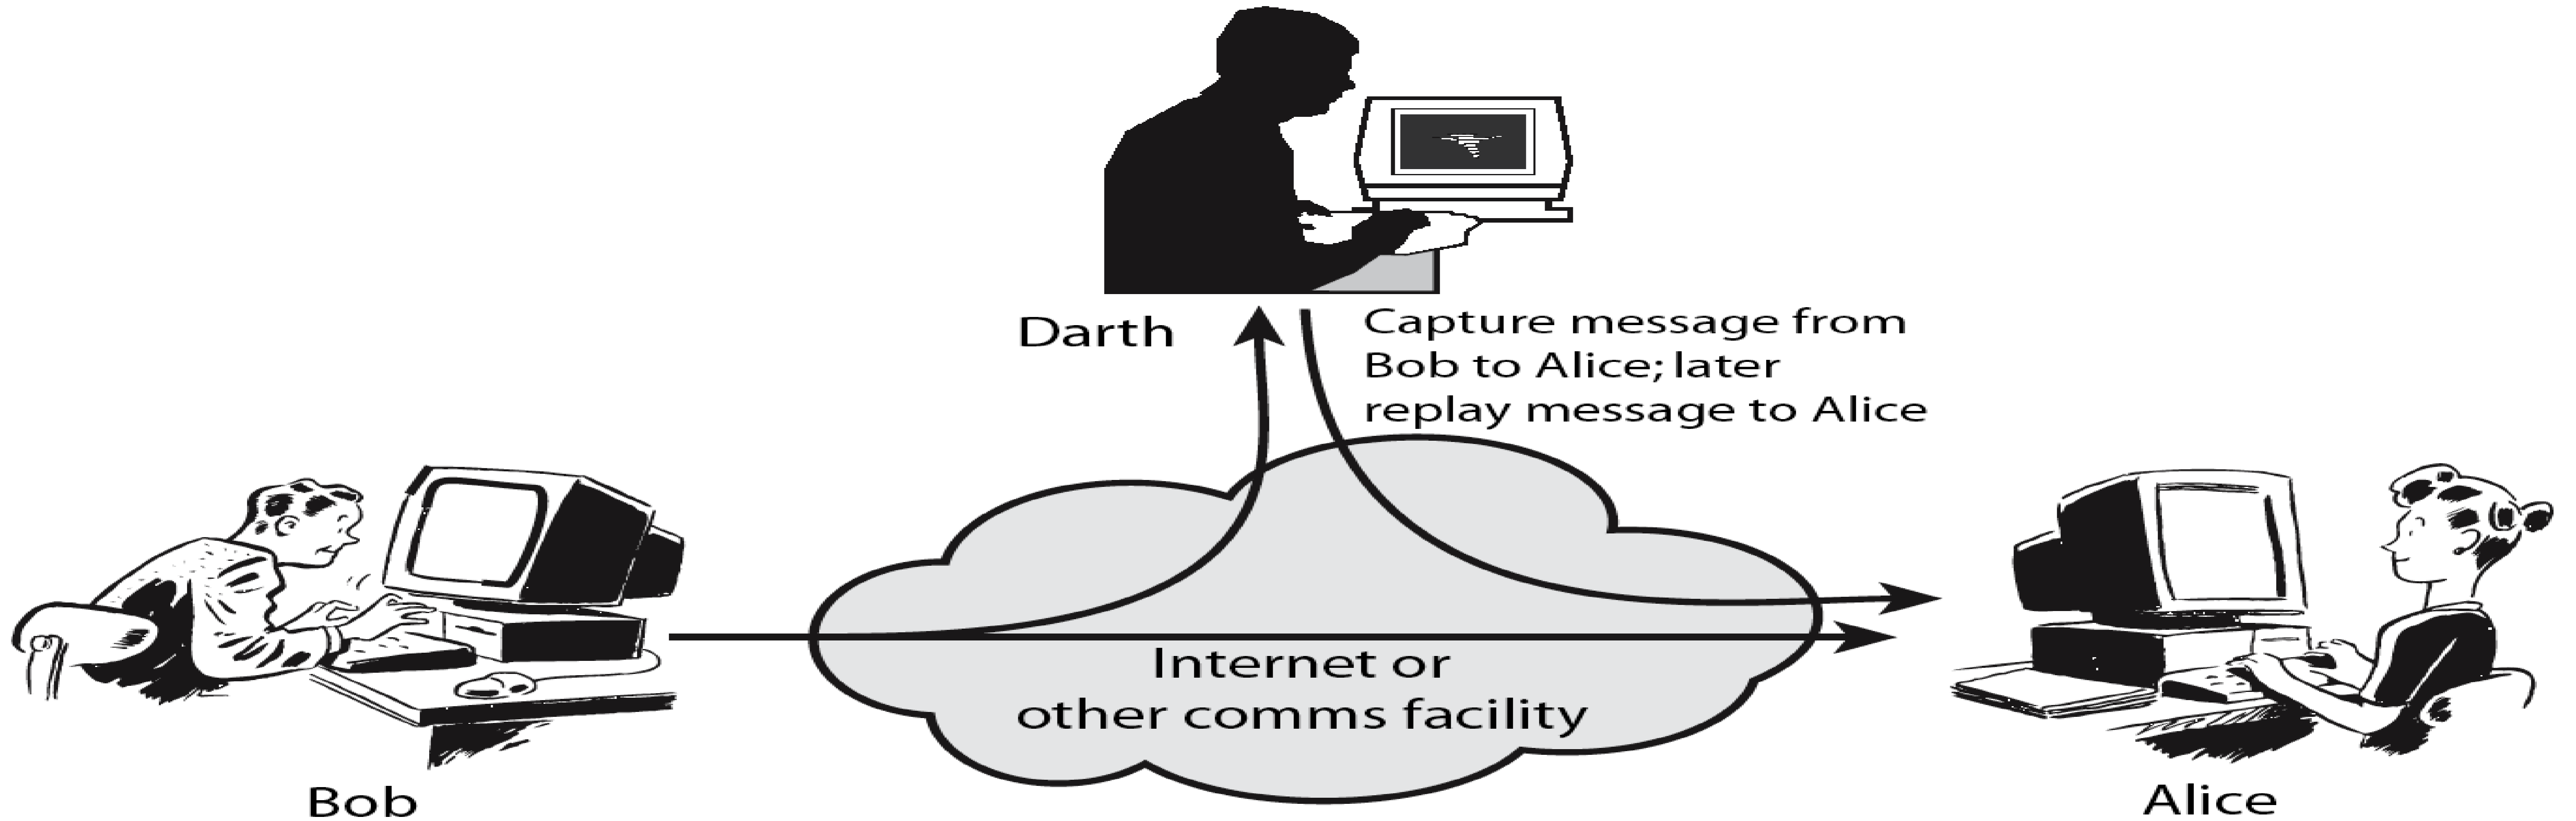 Darth
Capture message from
Bob to Alice; later
replay message to Alice
Internet or
other comms facility
Bob
Alice